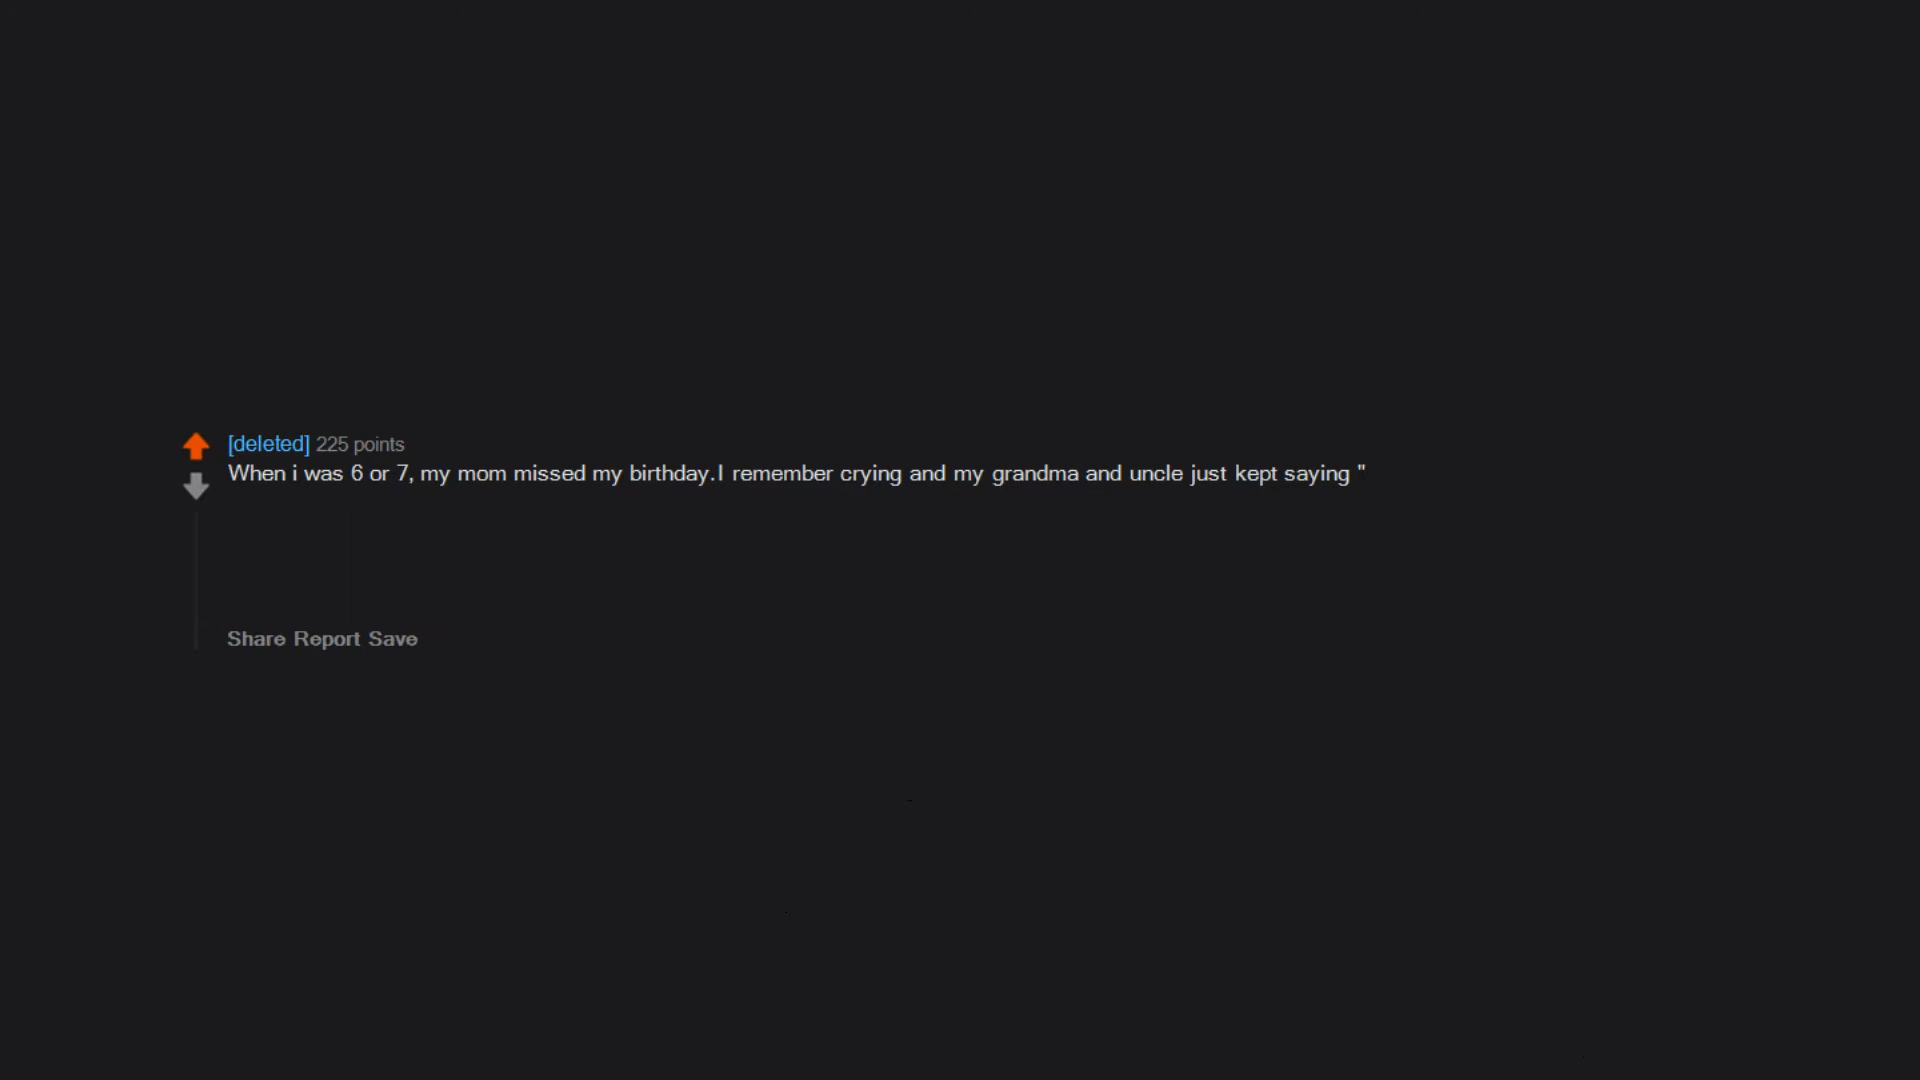 [deleted] 225 points
When i was 6 or 7, my mom missed my birthday.I remember crying and my grandma and uncle just kept saying "
Share Report Save